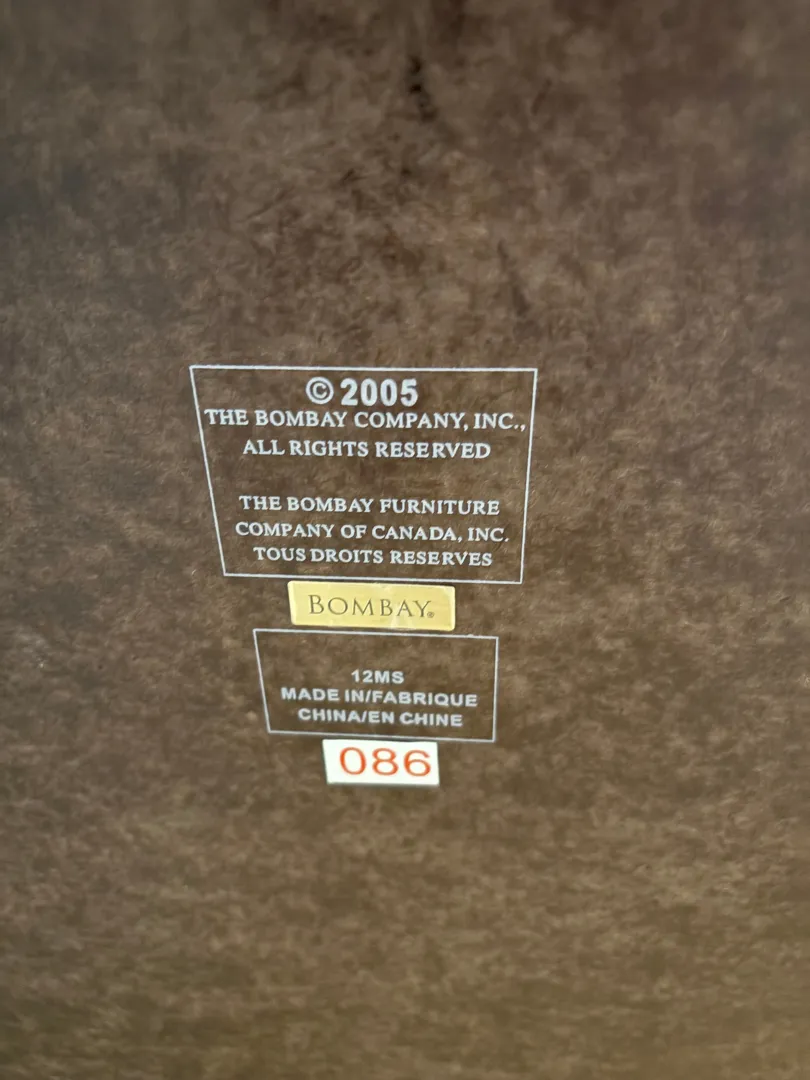 © 2005
THE BOMBAY COMPANY, INC.,
ALL RIGHTS RESERVED
THE BOMBAY FURNITURE
COMPANY OF CANADA, INC.
TOUS DROITS RESERVES
BOMBAY®
12MS
MADE IN/FABRIQUE
CHINA/EN CHINE
086